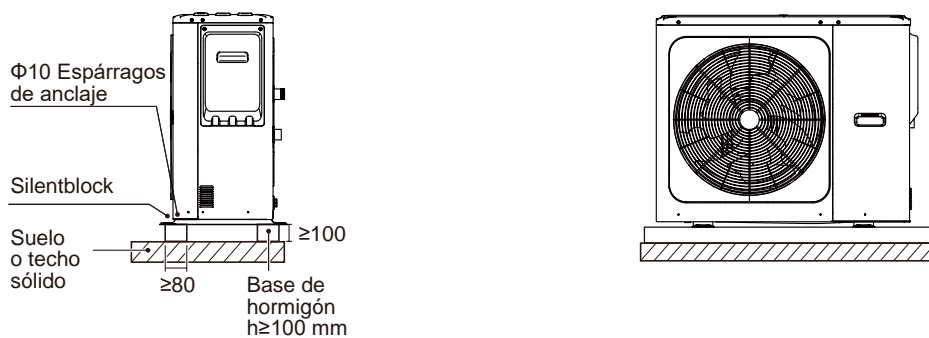 Φ10 Espárragos
de anclaje
Silentblock
Suelo
o techo
sólido
≥100
≥80
Base de
hormigón
h≥100 mm